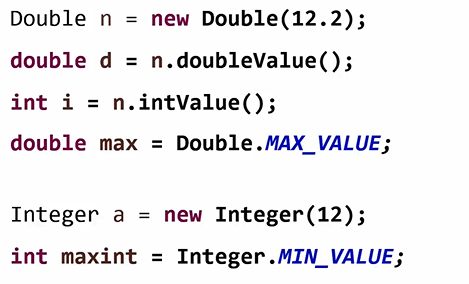 Double n = new Double(12.2);
double d = n.doubleValue();
int i = n.intValue();
double max = Double.MAX_VALUE;
Integer a = new Integer(12);
int maxint = Integer.MIN_VALUE;